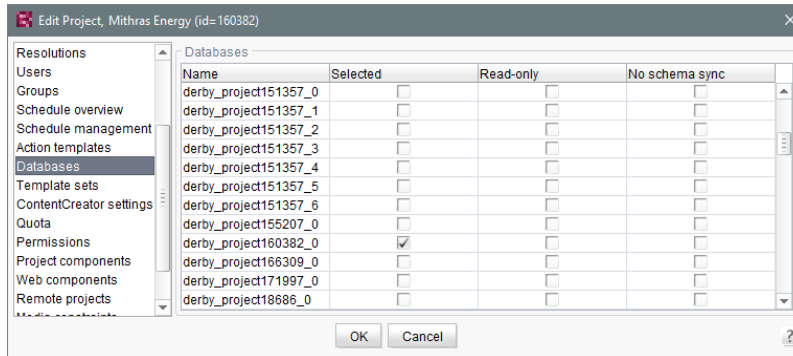 Edit Project, Mithras Energy (id=160382)
Resolutions
Users
Groups
Schedule overview
Schedule management
Action templates
Databases
Template sets
ContentCreator settings
Quota
Permissions
Project components
Web components
Remote projects
Databases
Name Selected Read-only No schema sync
derby_project151357_0
derby_project151357_1
derby_project151357_2
derby_project151357_3
derby_project151357_4
derby_project151357_5
derby_project151357_6
derby_project155207_0
derby_project160382_0
derby_project166309_0
derby_project171997_0
derby_project18686_0
OK Cancel
?